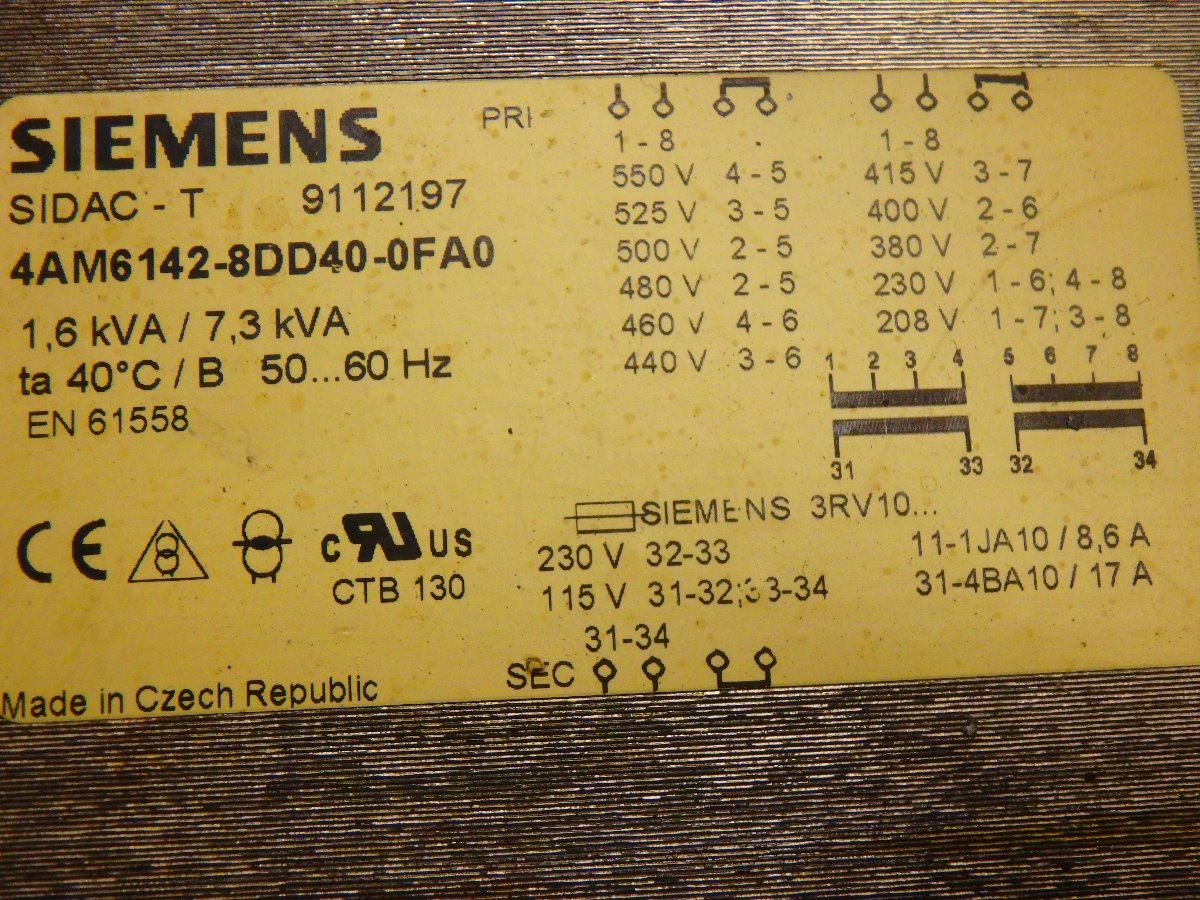 SIEMENS
SIDAC - T 9112197
4AM6142-8DD40-0FA0
1,6 kVA / 7,3 kVA
ta 40°C / B 50...60 Hz
EN 61558
PRI
1 - 8
550 V 4 - 5
525 V 3 - 5
500 V 2 - 5
480 V 2 - 5
460 V 4 - 6
440 V 3 - 6
1 - 8
415 V 3 - 7
400 V 2 - 6
380 V 2 - 7
230 V 1 - 6; 4 - 8
208 V 1 - 7; 3 - 8
1 2 3 4 5 6 7 8
31 33 32 34
CE
c RU US
CTB 130
SIEMENS 3RV10...
230 V 32-33 11-1JA10 / 8,6 A
115 V 31-32;33-34 31-4BA10 / 17 A
31-34
SEC
Made in Czech Republic